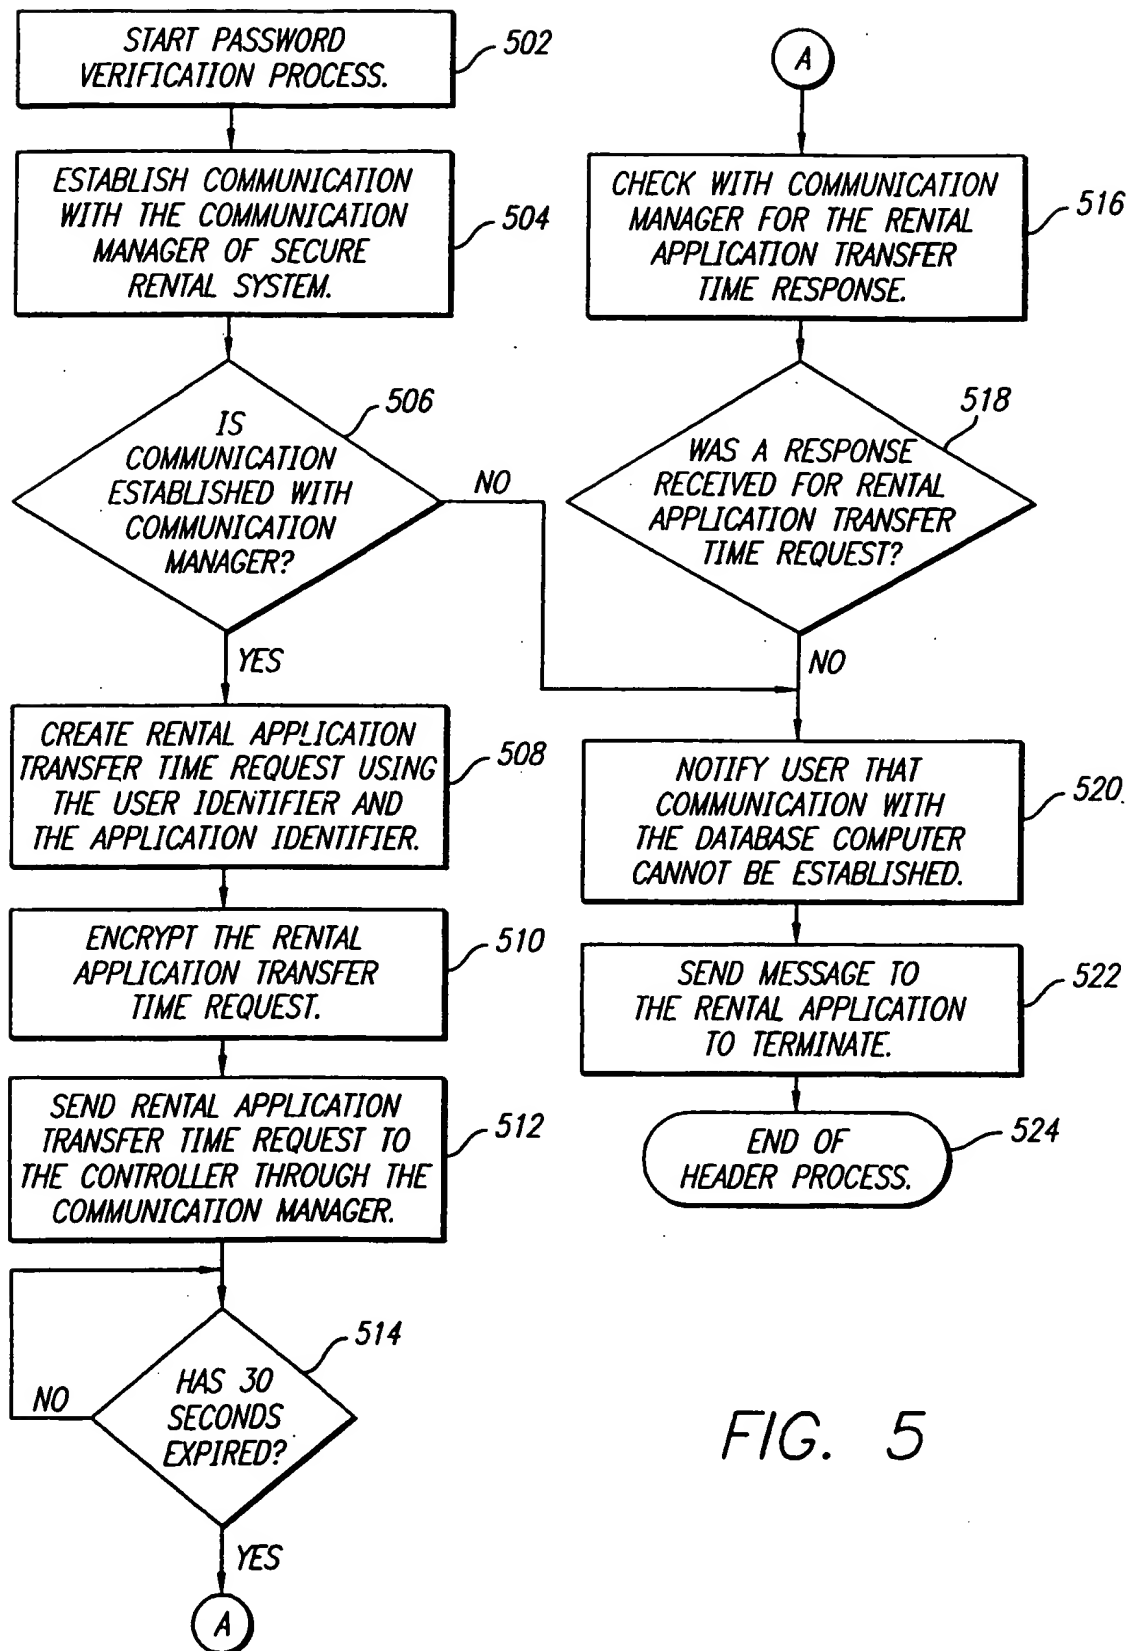 START PASSWORD
VERIFICATION PROCESS.
502
ESTABLISH COMMUNICATION
WITH THE COMMUNICATION
MANAGER OF SECURE
RENTAL SYSTEM.
504
IS
COMMUNICATION
ESTABLISHED WITH
COMMUNICATION
MANAGER?
506
NO
YES
CREATE RENTAL APPLICATION
TRANSFER TIME REQUEST USING
THE USER IDENTIFIER AND
THE APPLICATION IDENTIFIER.
508
ENCRYPT THE RENTAL
APPLICATION TRANSFER
TIME REQUEST.
510
SEND RENTAL APPLICATION
TRANSFER TIME REQUEST TO
THE CONTROLLER THROUGH THE
COMMUNICATION MANAGER.
512
HAS 30
SECONDS
EXPIRED?
514
NO
YES
A
A
CHECK WITH COMMUNICATION
MANAGER FOR THE RENTAL
APPLICATION TRANSFER
TIME RESPONSE.
516
WAS A RESPONSE
RECEIVED FOR RENTAL
APPLICATION TRANSFER
TIME REQUEST?
518
NO
NOTIFY USER THAT
COMMUNICATION WITH
THE DATABASE COMPUTER
CANNOT BE ESTABLISHED.
520
SEND MESSAGE TO
THE RENTAL APPLICATION
TO TERMINATE.
522
END OF
HEADER PROCESS.
524
FIG. 5